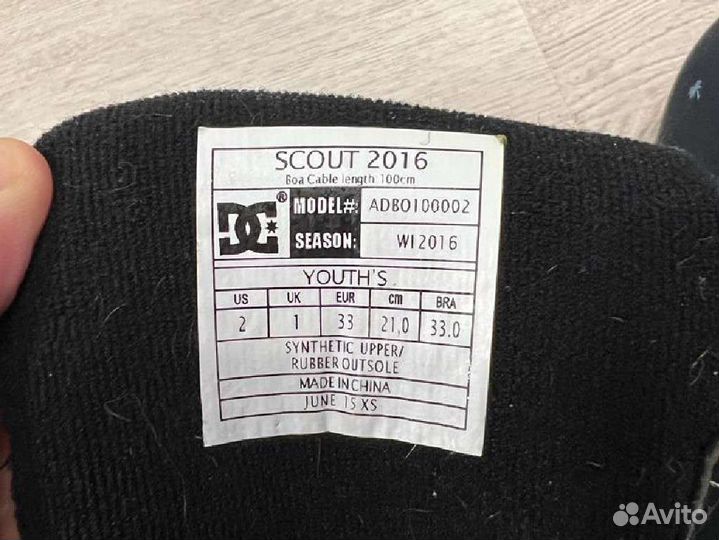 SCOUT 2016
Boa Cable length 100cm
DC ® MODEL#: ADBO100002
SEASON: WI2016
YOUTH'S
US UK EUR cm BRA
2 1 33 21,0 33.0
SYNTHETIC UPPER/
RUBBER OUTSOLE
MADE IN CHINA
JUNE 15 XS
Avito